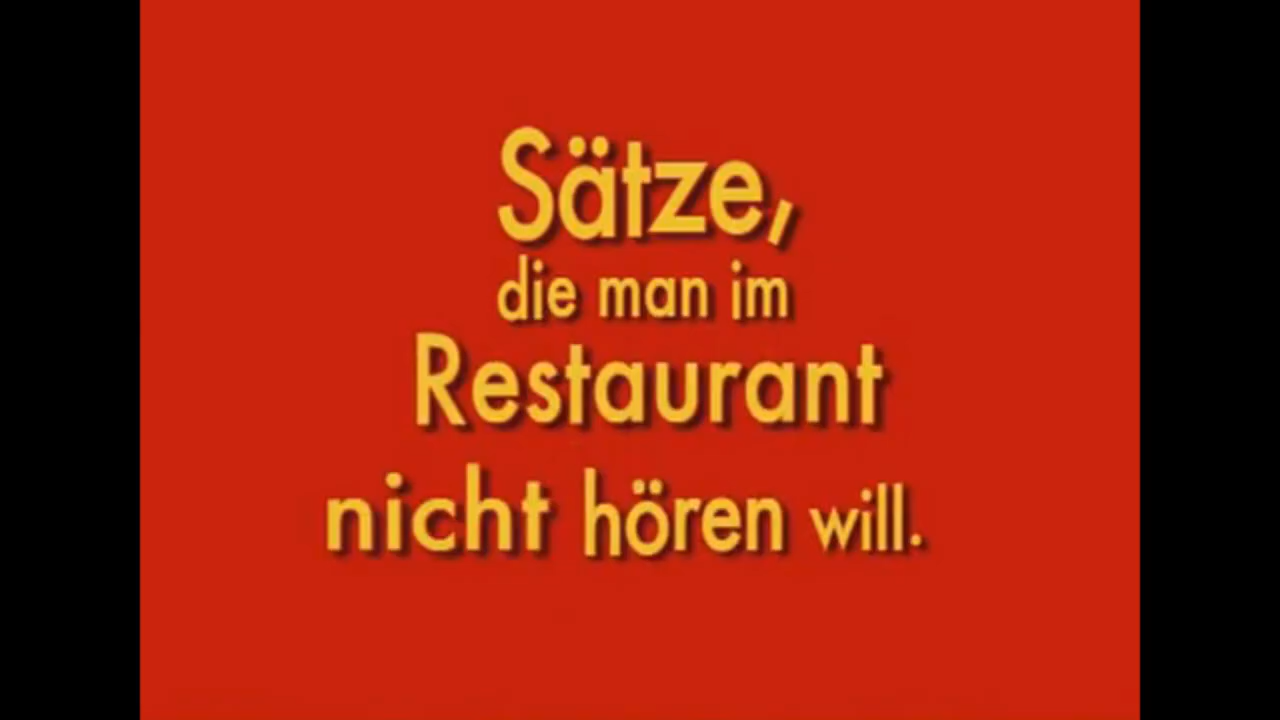 Sätze,
die man im
Restaurant
nicht hören will.